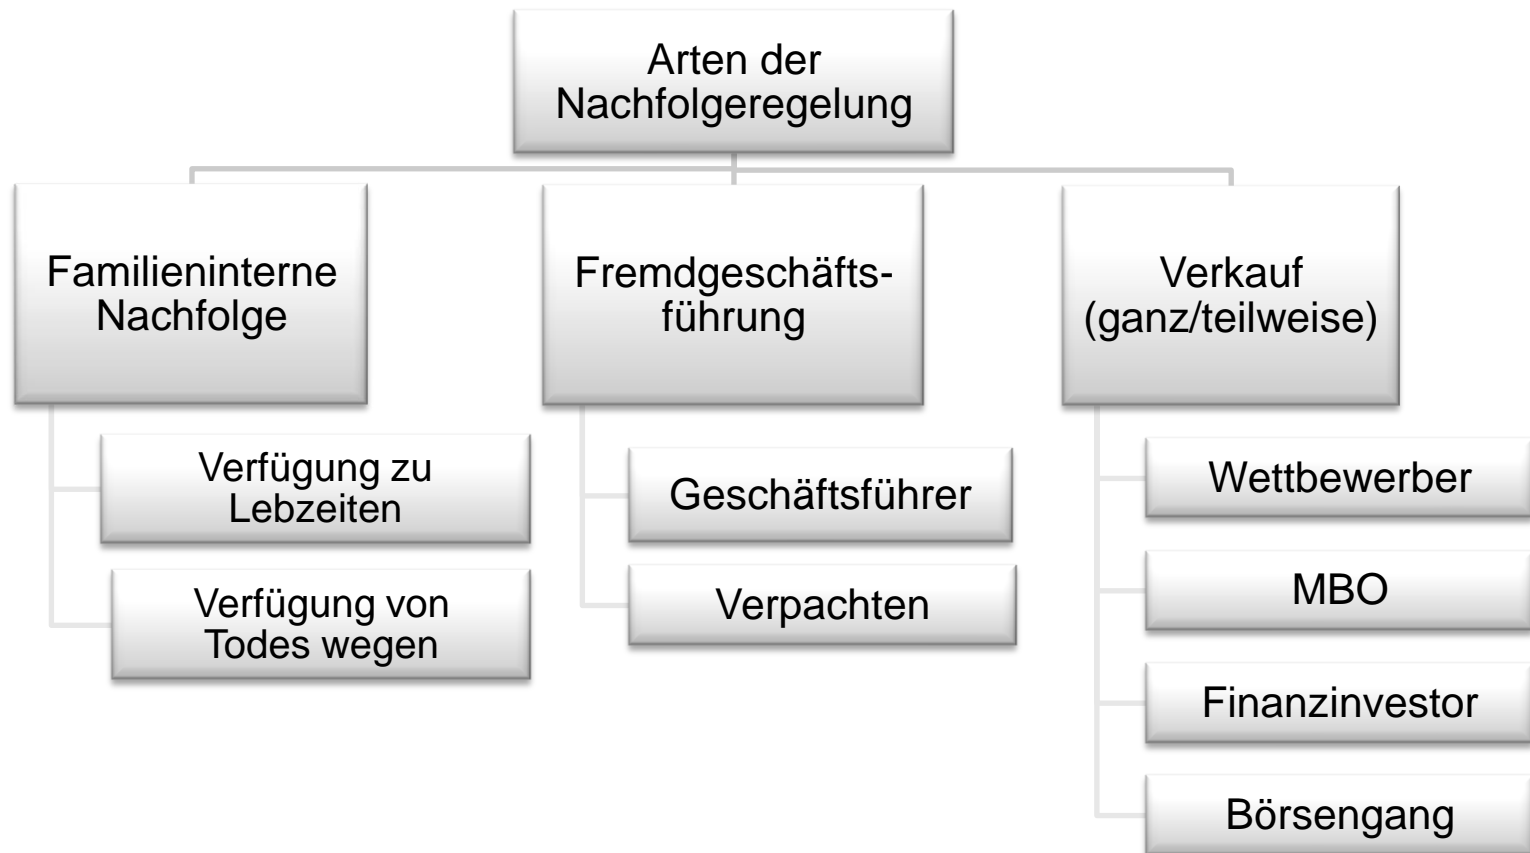 Arten der
Nachfolgeregelung
Familieninterne
Nachfolge
Verfügung zu
Lebzeiten
Verfügung von
Todes wegen
Fremdgeschäfts-
führung
Geschäftsführer
Verpachten
Verkauf
(ganz/teilweise)
Wettbewerber
MBO
Finanzinvestor
Börsengang